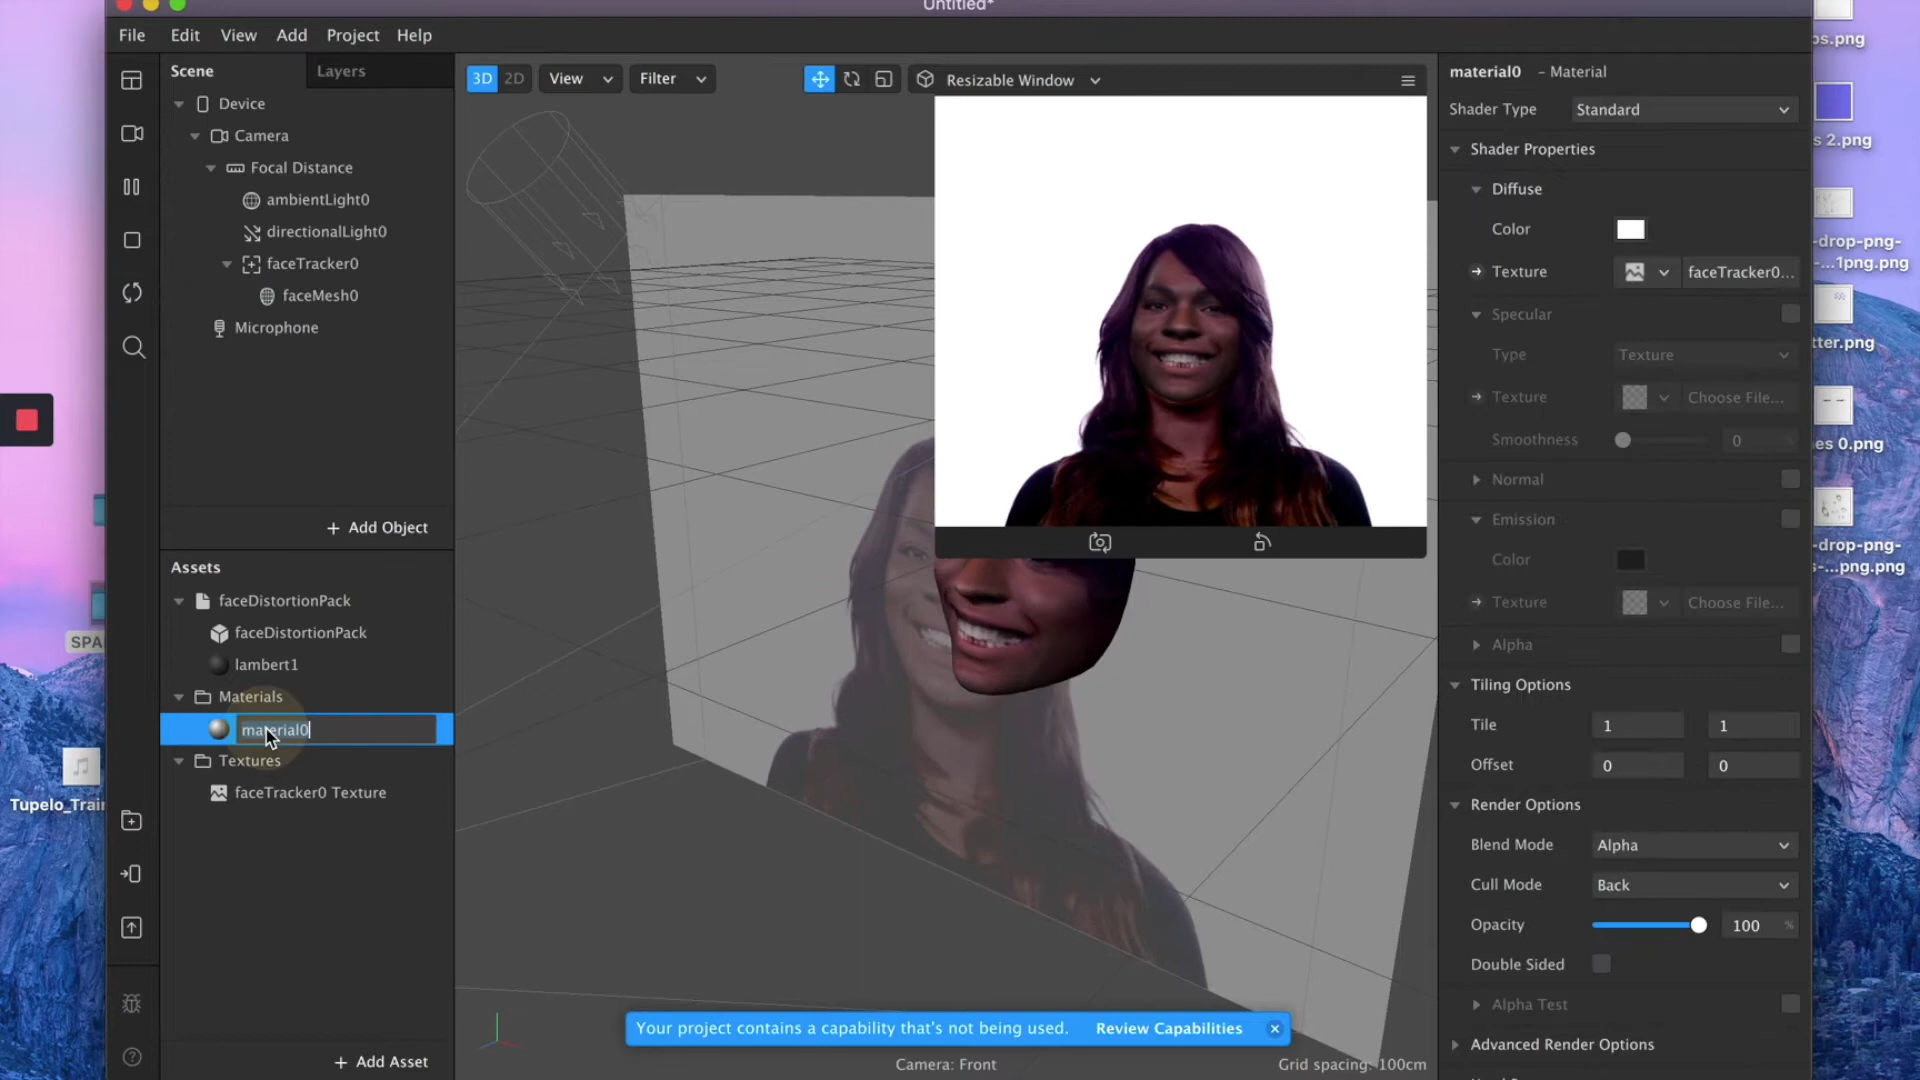 Untitled*
File Edit View Add Project Help
Scene Layers
Device
Camera
Focal Distance
ambientLight0
directionalLight0
faceTracker0
faceMesh0
Microphone
+ Add Object
Assets
faceDistortionPack
faceDistortionPack
lambert1
Materials
material0
Textures
faceTracker0 Texture
+ Add Asset
3D 2D View Filter Resizable Window
Your project contains a capability that's not being used. Review Capabilities
Camera: Front Grid spacing: 100cm
material0 - Material
Shader Type Standard
Shader Properties
Diffuse
Color
Texture faceTracker0...
Specular
Type Texture
Texture Choose File...
Smoothness 0
Normal
Emission
Color
Texture Choose File...
Alpha
Tiling Options
Tile 1 1
Offset 0 0
Render Options
Blend Mode Alpha
Cull Mode Back
Opacity 100 %
Double Sided
Alpha Test
Advanced Render Options
SPA
Tupelo_Trai
os.png
s 2.png
-drop-png-
-...1png.png
tter.png
es 0.png
-drop-png-
s-...png.png